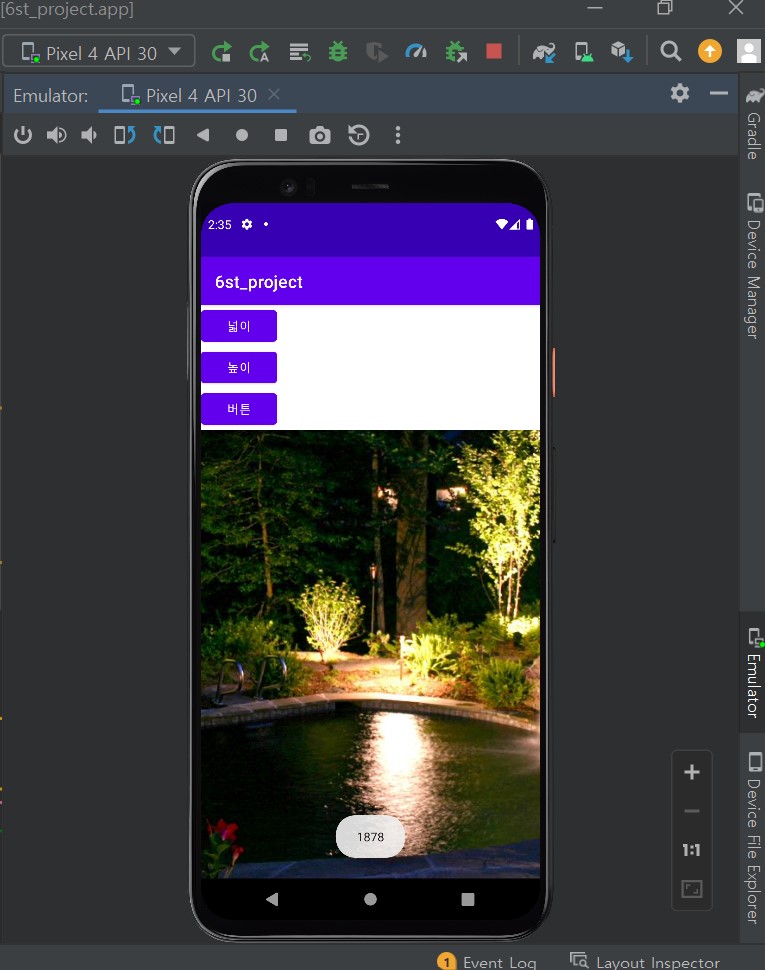 [6st_project.app]
Pixel 4 API 30
Emulator:
Pixel 4 API 30
Gradle
Device Manager
2:35
6st_project
넓이
높이
버튼
1878
Emulator
Device File Explorer
1:1
1 Event Log
Layout Inspector